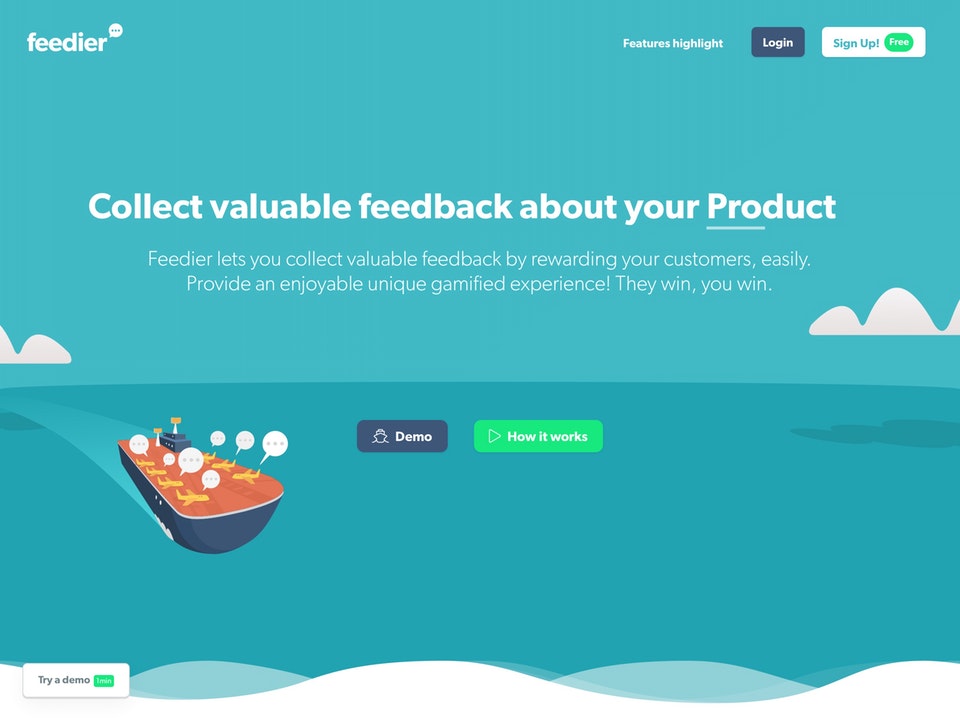 feedier
Features highlight
Login
Sign Up! Free
Collect valuable feedback about your Product
Feedier lets you collect valuable feedback by rewarding your customers, easily.
Provide an enjoyable unique gamified experience! They win, you win.
Demo
How it works
Try a demo 1min